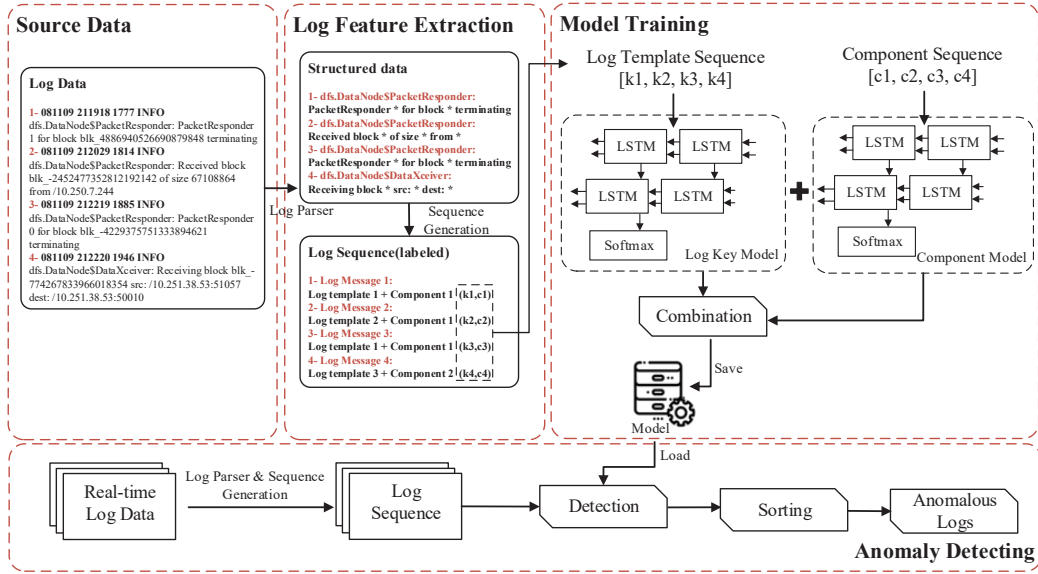 Source Data
Log Data
1- 081109 211918 1777 INFO
dfs.DataNode$PacketResponder: PacketResponder
1 for block blk_4886940526690879848 terminating
2- 081109 212029 1814 INFO
dfs.DataNode$PacketResponder: Received block
blk_-2452477352812192142 of size 67108864
from /10.250.7.244
3- 081109 212219 1885 INFO
dfs.DataNode$PacketResponder: PacketResponder
0 for block blk_-4229375751333894621
terminating
4- 081109 212220 1946 INFO
dfs.DataNode$DataXceiver: Receiving block blk_-
774267833966018354 src: /10.251.38.53:51057
dest: /10.251.38.53:50010
Log Parser
Log Feature Extraction
Structured data
1- dfs.DataNode$PacketResponder:
PacketResponder * for block * terminating
2- dfs.DataNode$PacketResponder:
Received block * of size * from *
3- dfs.DataNode$PacketResponder:
PacketResponder * for block * terminating
4- dfs.DataNode$DataXceiver:
Receiving block * src: * dest: *
Sequence
Generation
Log Sequence(labeled)
1- Log Message 1:
Log template 1 + Component 1 (k1,c1)
2- Log Message 2:
Log template 2 + Component 1 (k2,c2)
3- Log Message 3:
Log template 1 + Component 1 (k3,c3)
4- Log Message 4:
Log template 3 + Component 2 (k4,c4)
Model Training
Log Template Sequence
[k1, k2, k3, k4]
Component Sequence
[c1, c2, c3, c4]
LSTM
LSTM
LSTM
LSTM
Softmax
Log Key Model
+
LSTM
LSTM
LSTM
LSTM
Softmax
Component Model
Combination
Save
Model
Load
Real-time
Log Data
Log Parser & Sequence
Generation
Log
Sequence
Detection
Sorting
Anomalous
Logs
Anomaly Detecting